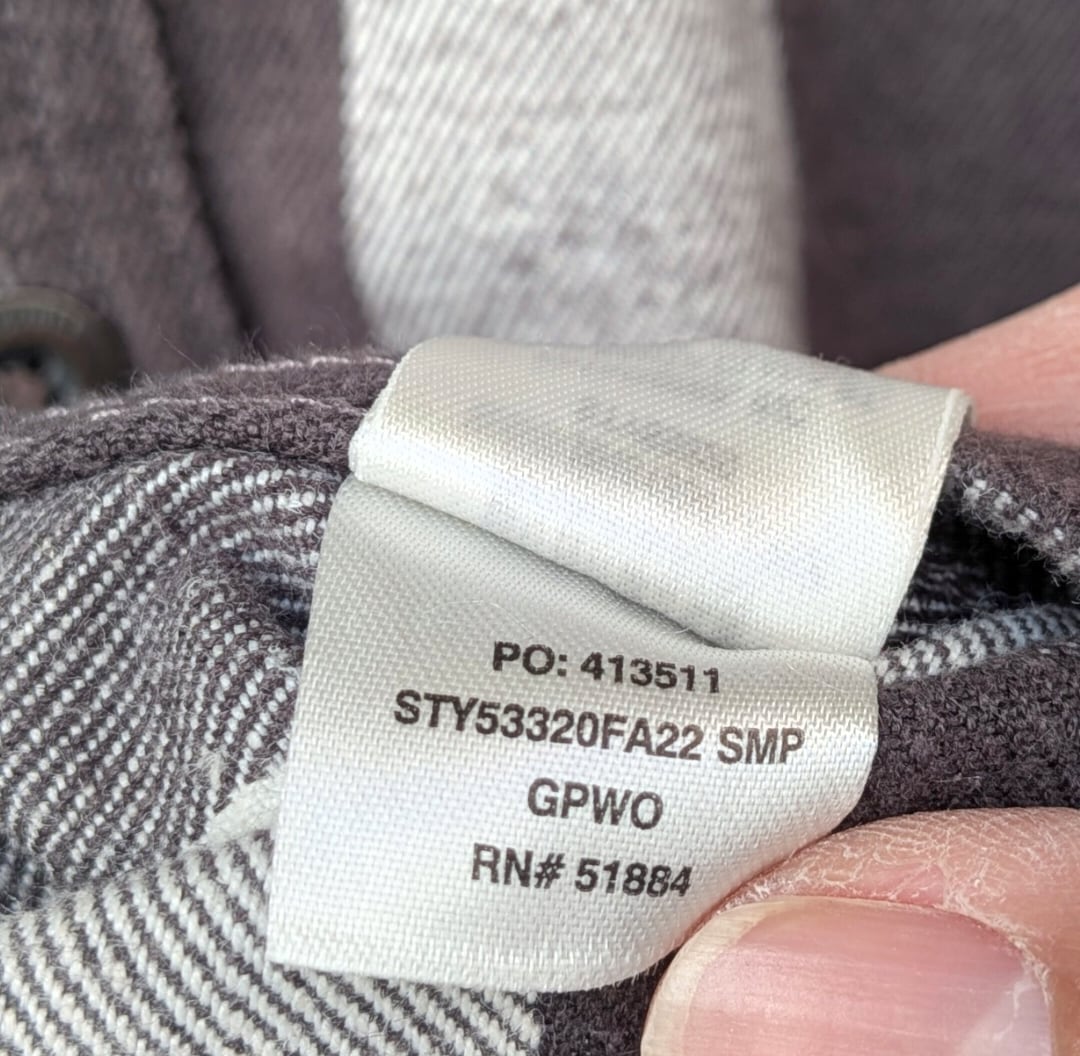 PO: 413511
STY53320FA22 SMP
GPWO
RN# 51884